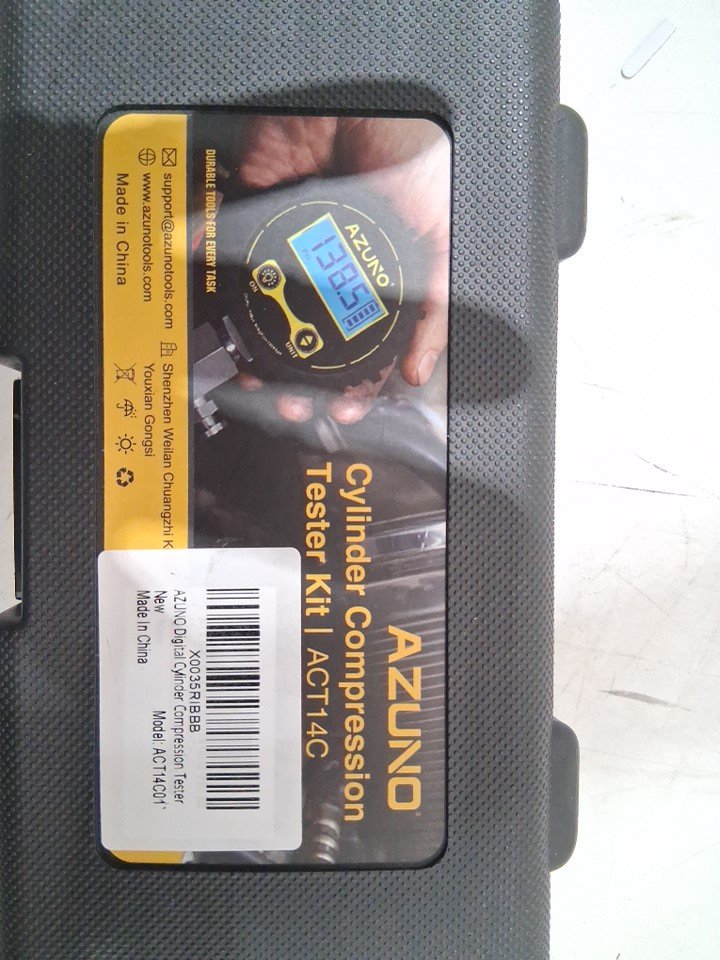 AZUNO
Cylinder Compression
Tester Kit | ACT14C
AZUNO
138.5
ON
UNIT
DURABLE TOOLS FOR EVERY TASK
support@azunotools.com
www.azunotools.com
Made in China
Shenzhen Weilan Chuangzhi K
Youxian Gongsi
X0035RIBBB
AZUNO Digital Cylinder Compression Tester
New Model: ACT14C01
Made In China